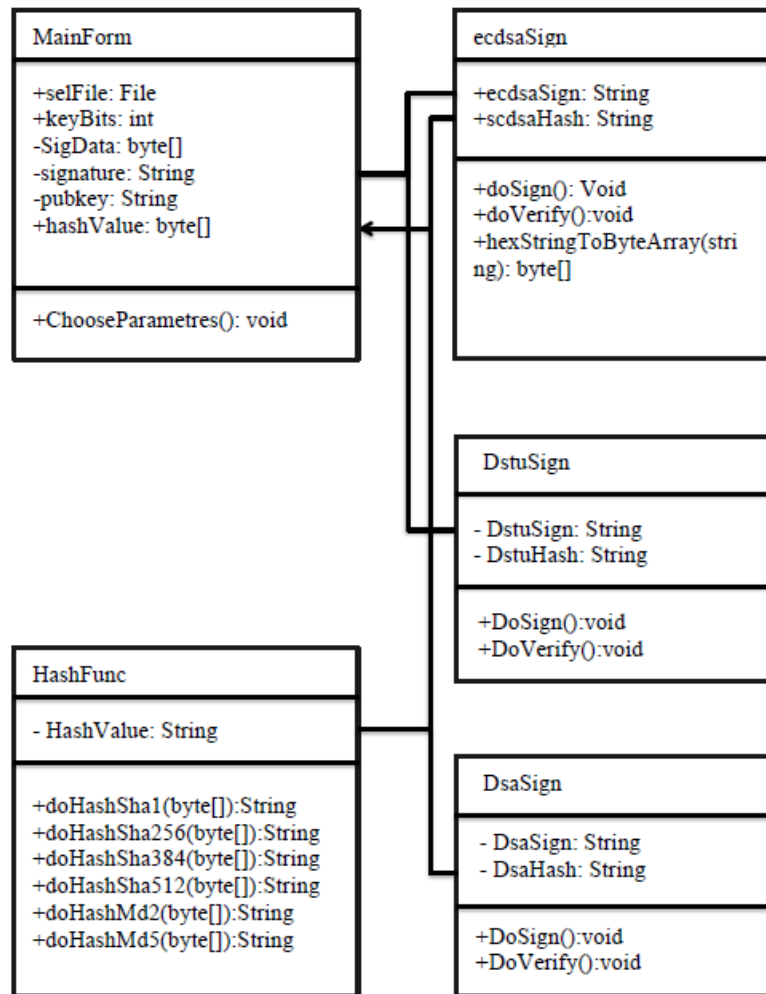 MainForm
+selFile: File
+keyBits: int
-SigData: byte[]
-signature: String
-pubkey: String
+hashValue: byte[]
+ChooseParametres(): void
ecdsaSign
+ecdsaSign: String
+scdsaHash: String
+doSign(): Void
+doVerify():void
+hexStringToByteArray(stri
ng): byte[]
DstuSign
- DstuSign: String
- DstuHash: String
+DoSign():void
+DoVerify():void
HashFunc
- HashValue: String
+doHashSha1(byte[]):String
+doHashSha256(byte[]):String
+doHashSha384(byte[]):String
+doHashSha512(byte[]):String
+doHashMd2(byte[]):String
+doHashMd5(byte[]):String
DsaSign
- DsaSign: String
- DsaHash: String
+DoSign():void
+DoVerify():void